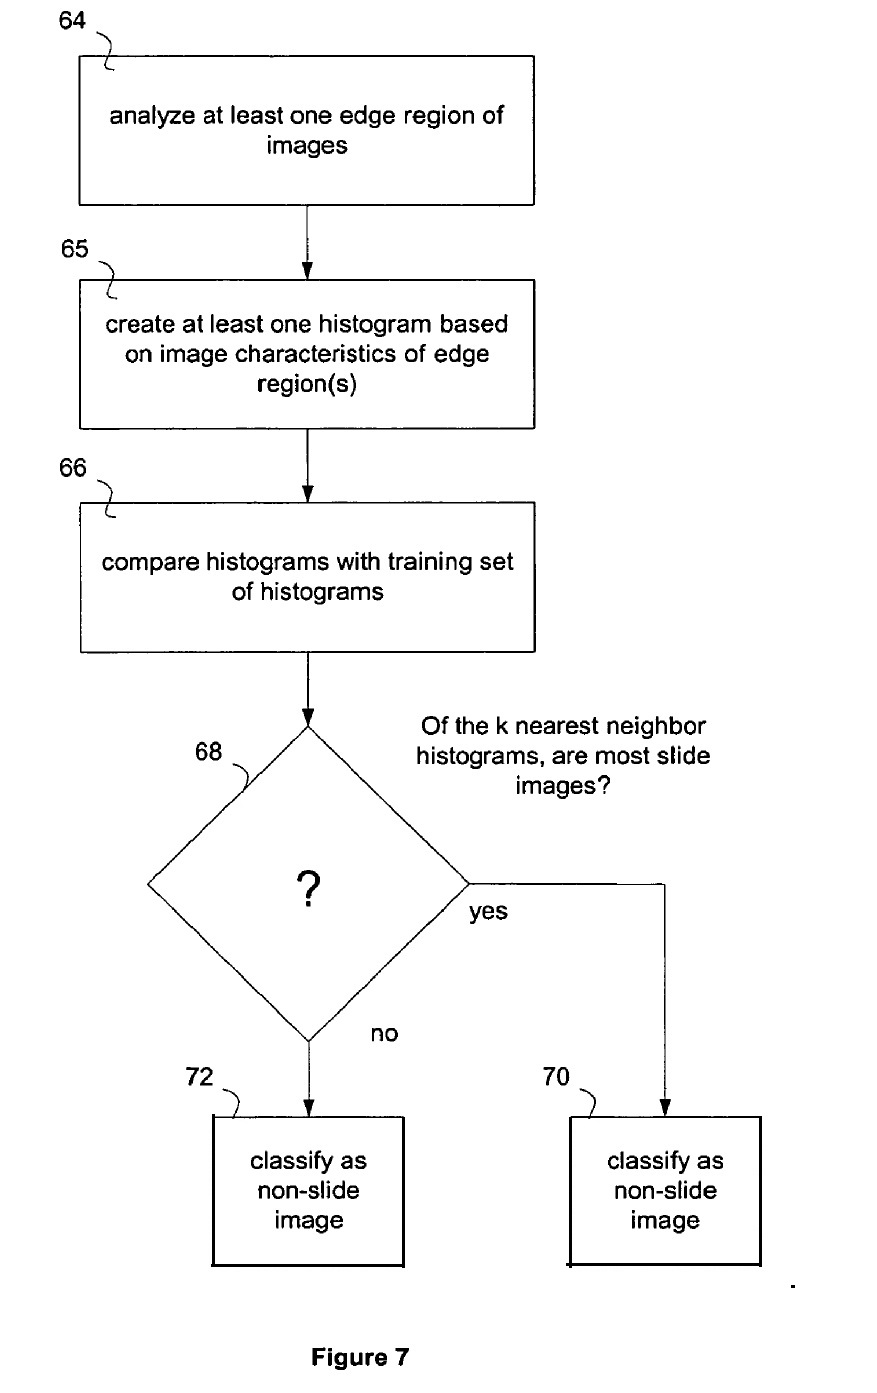 64
analyze at least one edge region of
images
65
create at least one histogram based
on image characteristics of edge
region(s)
66
compare histograms with training set
of histograms
Of the k nearest neighbor
histograms, are most slide
images?
68
?
yes
no
72
classify as
non-slide
image
70
classify as
non-slide
image
Figure 7